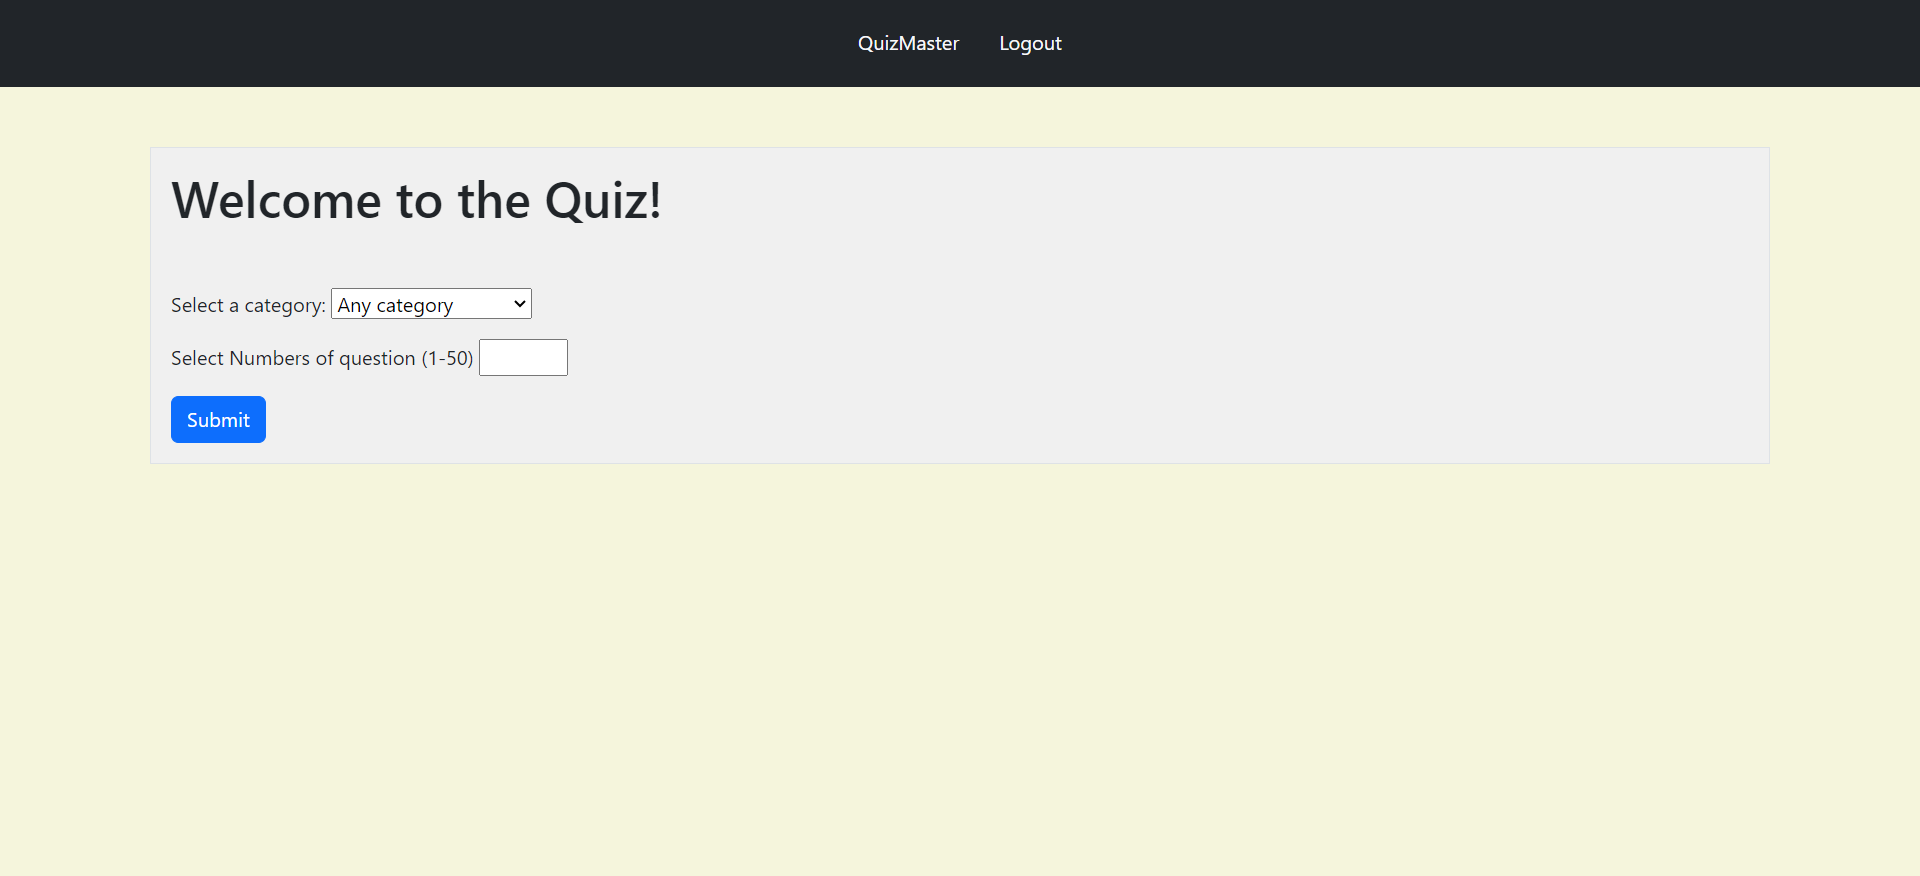 QuizMaster Logout
Welcome to the Quiz!
Select a category: Any category
Select Numbers of question (1-50)
Submit